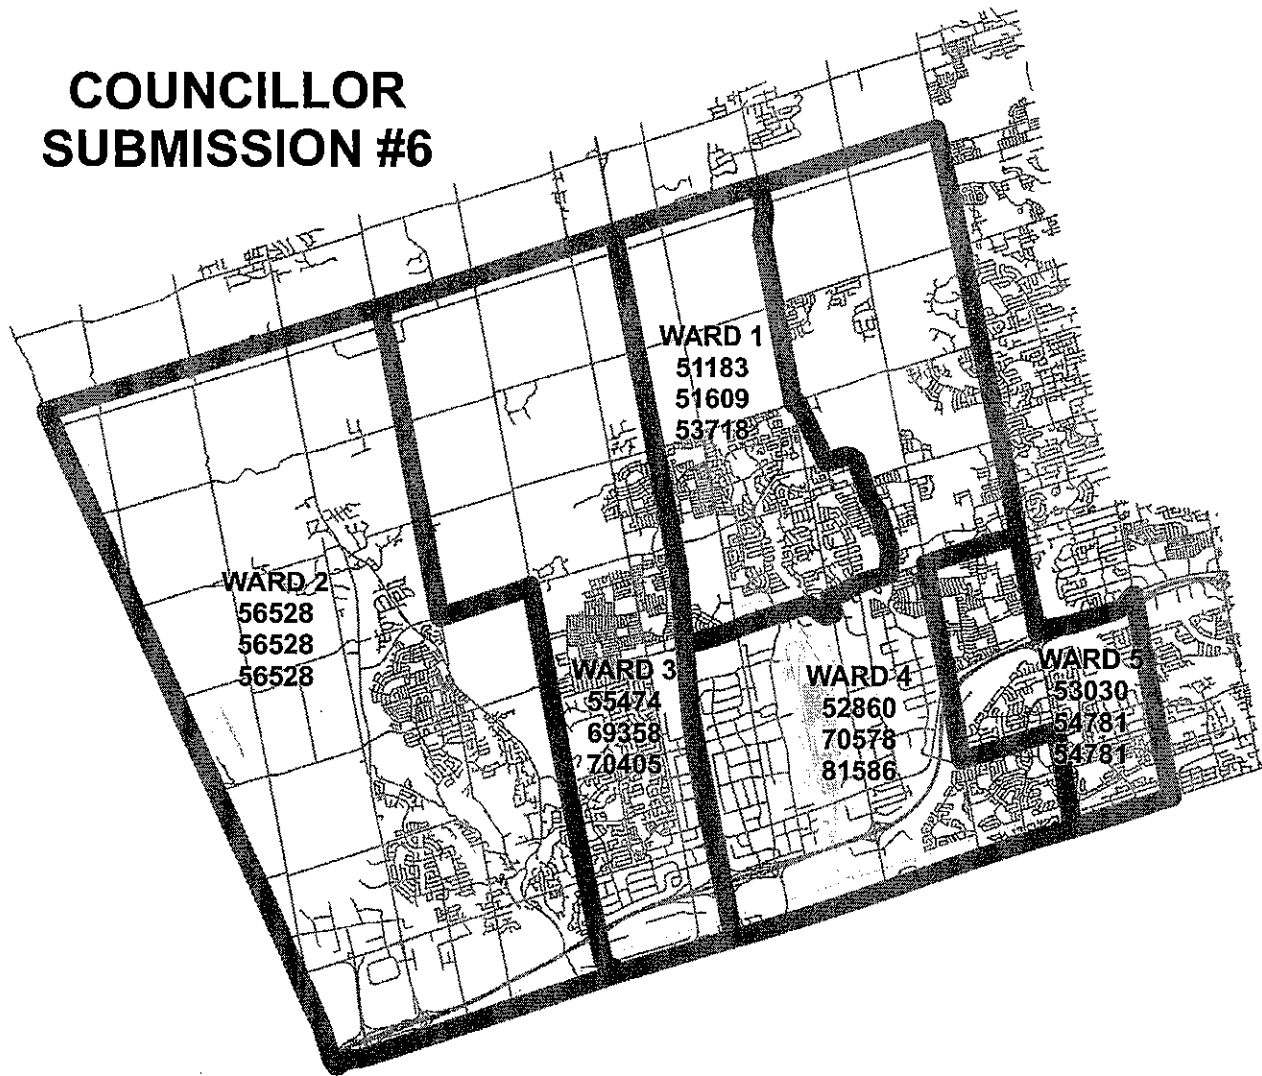 COUNCILLOR
SUBMISSION #6
WARD 1
51183
51609
53718
WARD 2
56528
56528
56528
WARD 3
55474
69358
70405
WARD 4
52860
70578
81586
WARD 5
53030
54781
54781